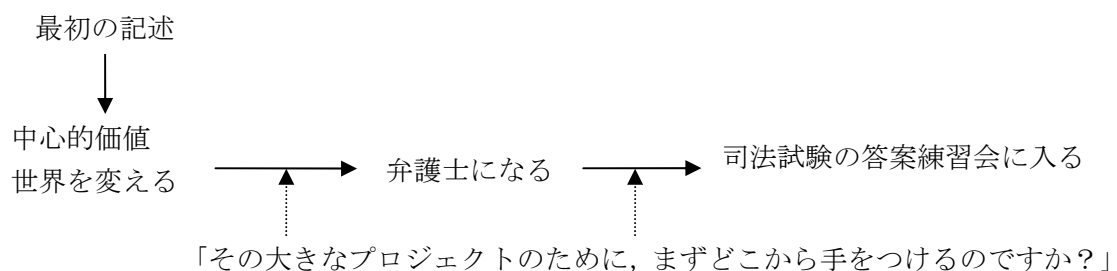 最初の記述
中心的価値
世界を変える
弁護士になる
司法試験の答案練習会に入る
「その大きなプロジェクトのために, まずどこから手をつけるのですか？」